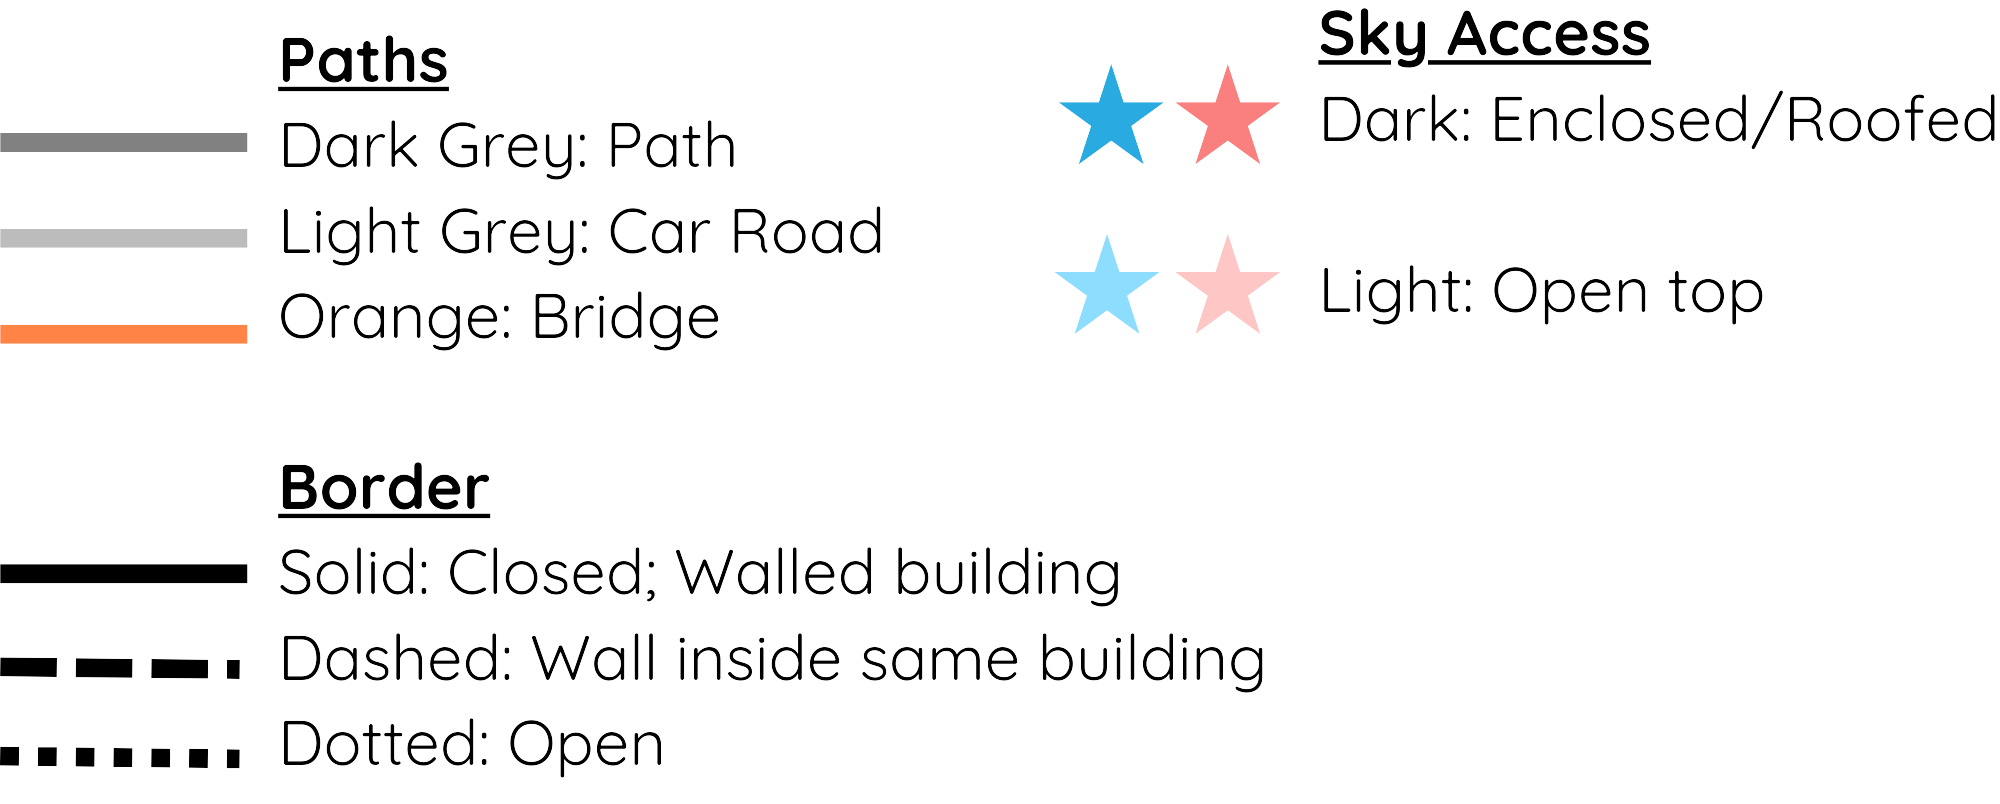 Paths
Dark Grey: Path
Light Grey: Car Road
Orange: Bridge
Sky Access
Dark: Enclosed/Roofed
Light: Open top
Border
Solid: Closed; Walled building
Dashed: Wall inside same building
Dotted: Open